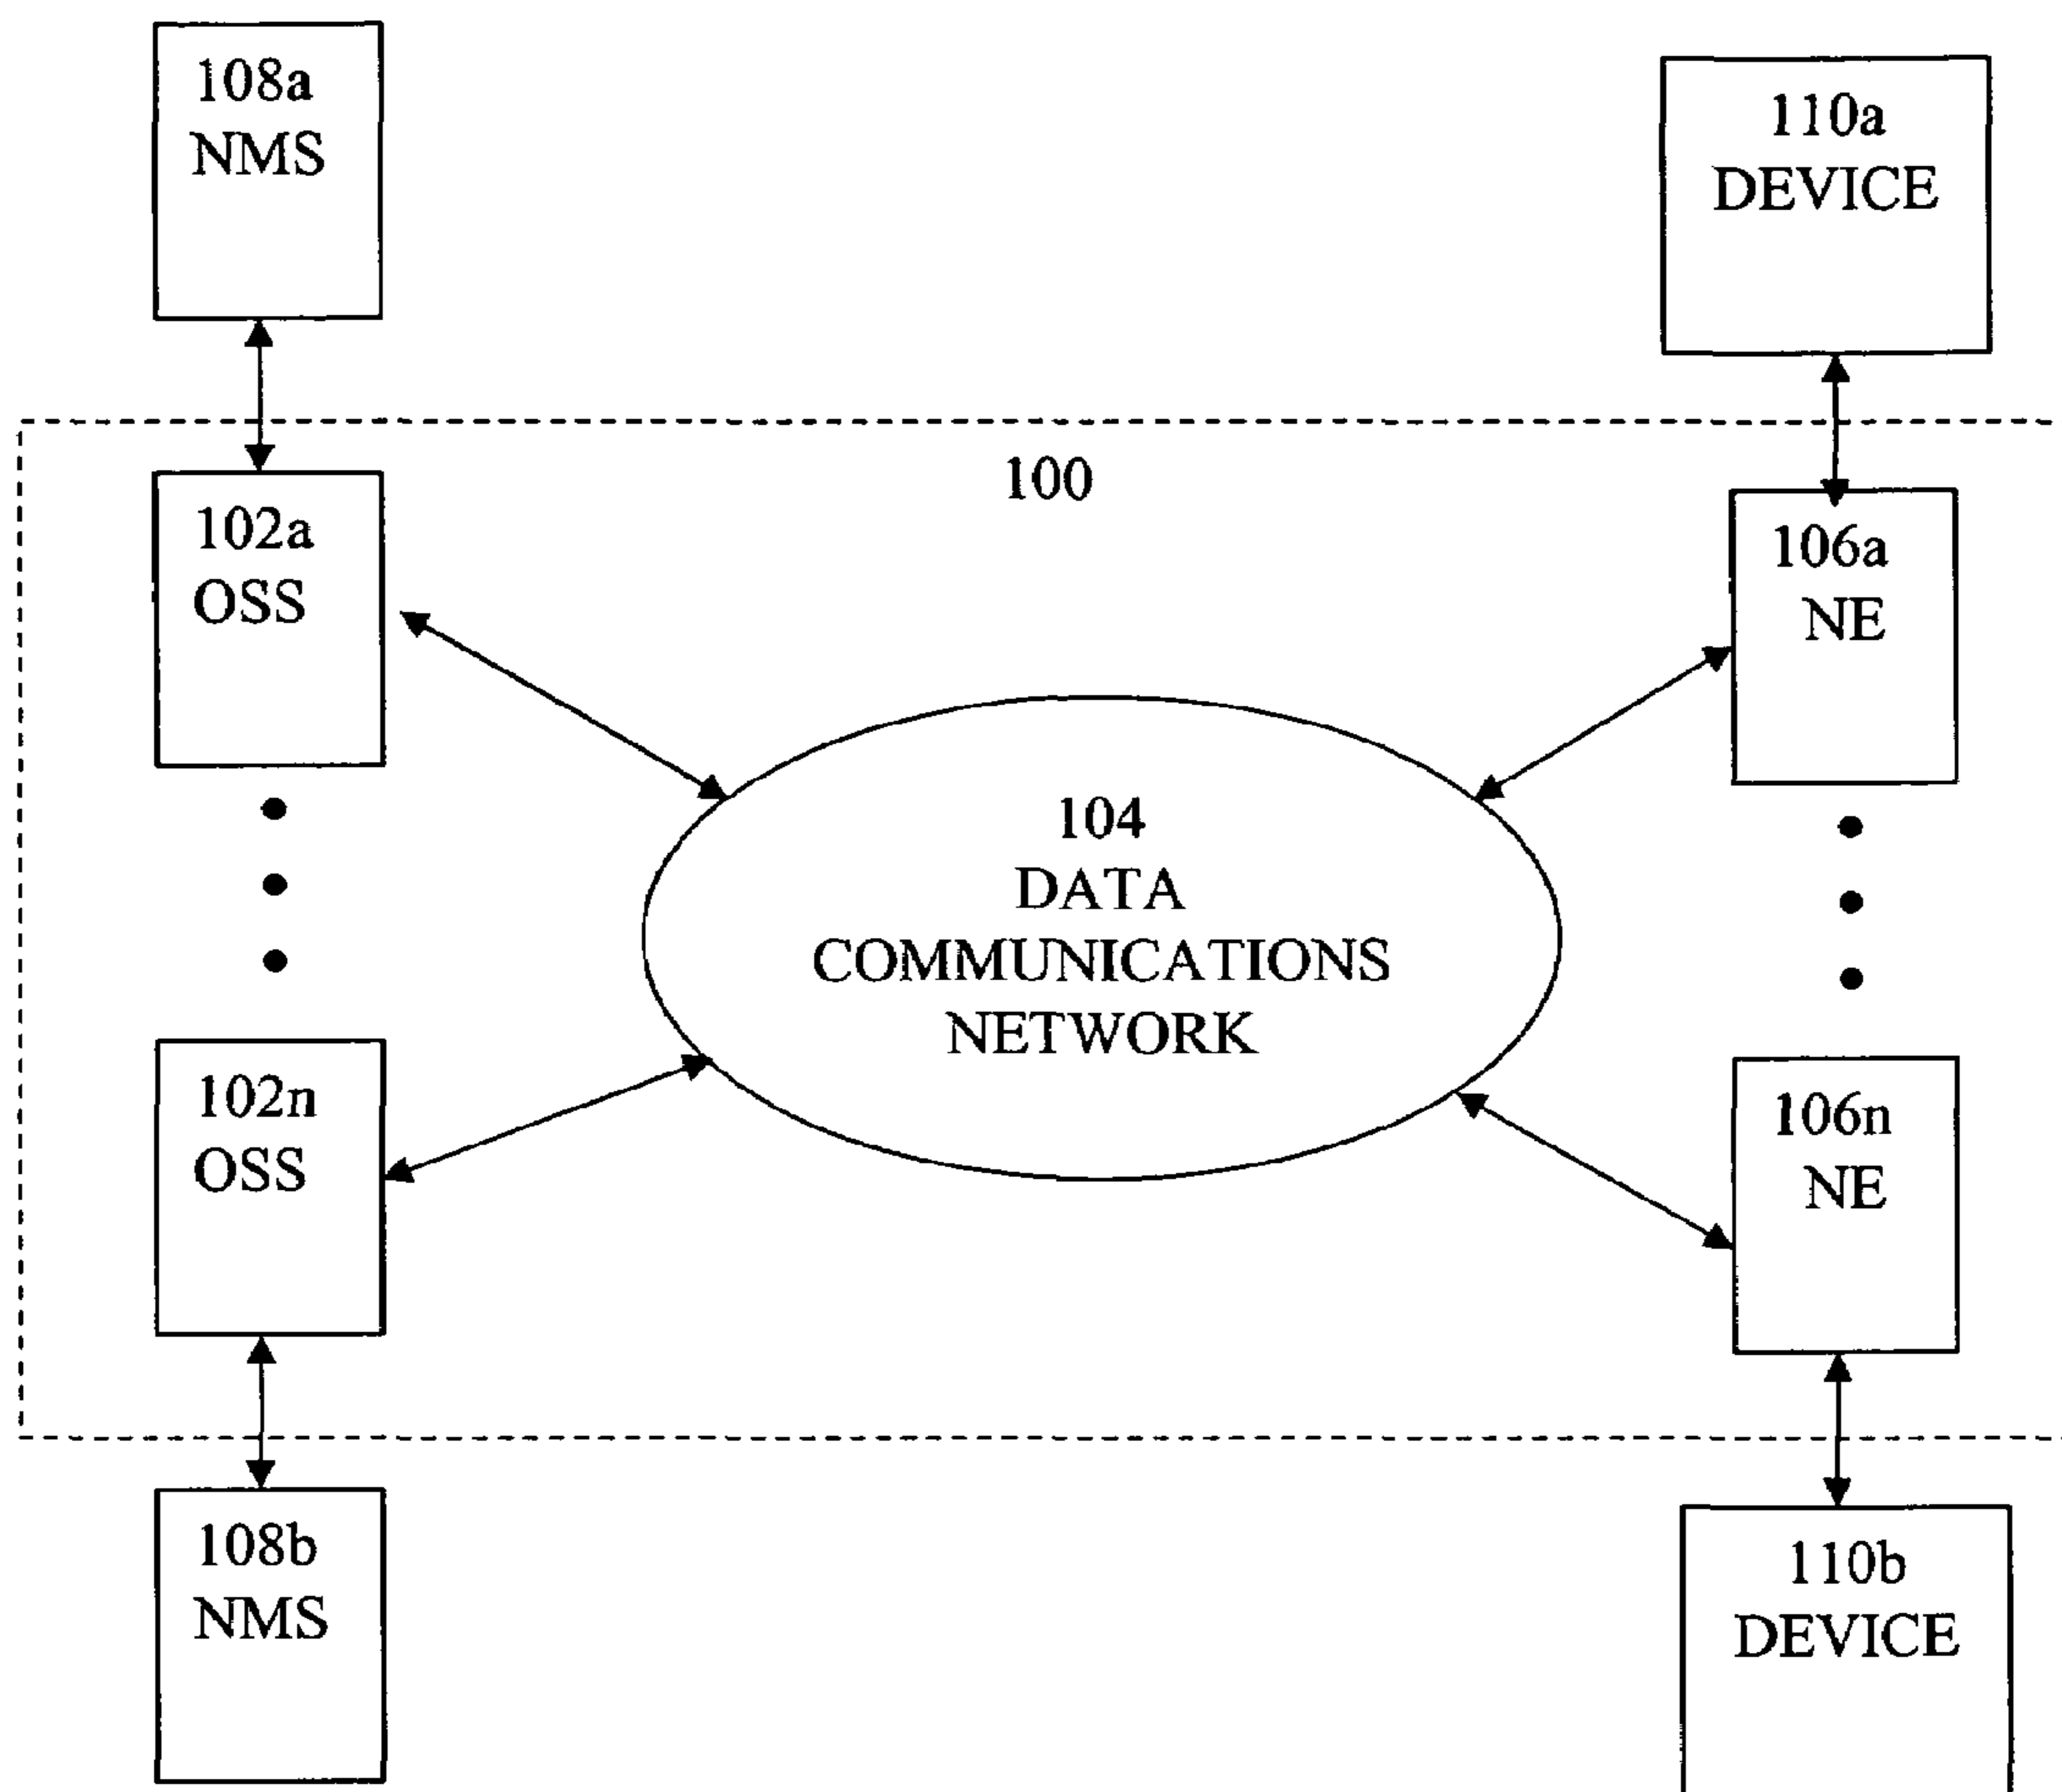 108a
NMS
110a
DEVICE
100
102a
OSS
106a
NE
104
DATA
COMMUNICATIONS
NETWORK
102n
OSS
106n
NE
108b
NMS
110b
DEVICE